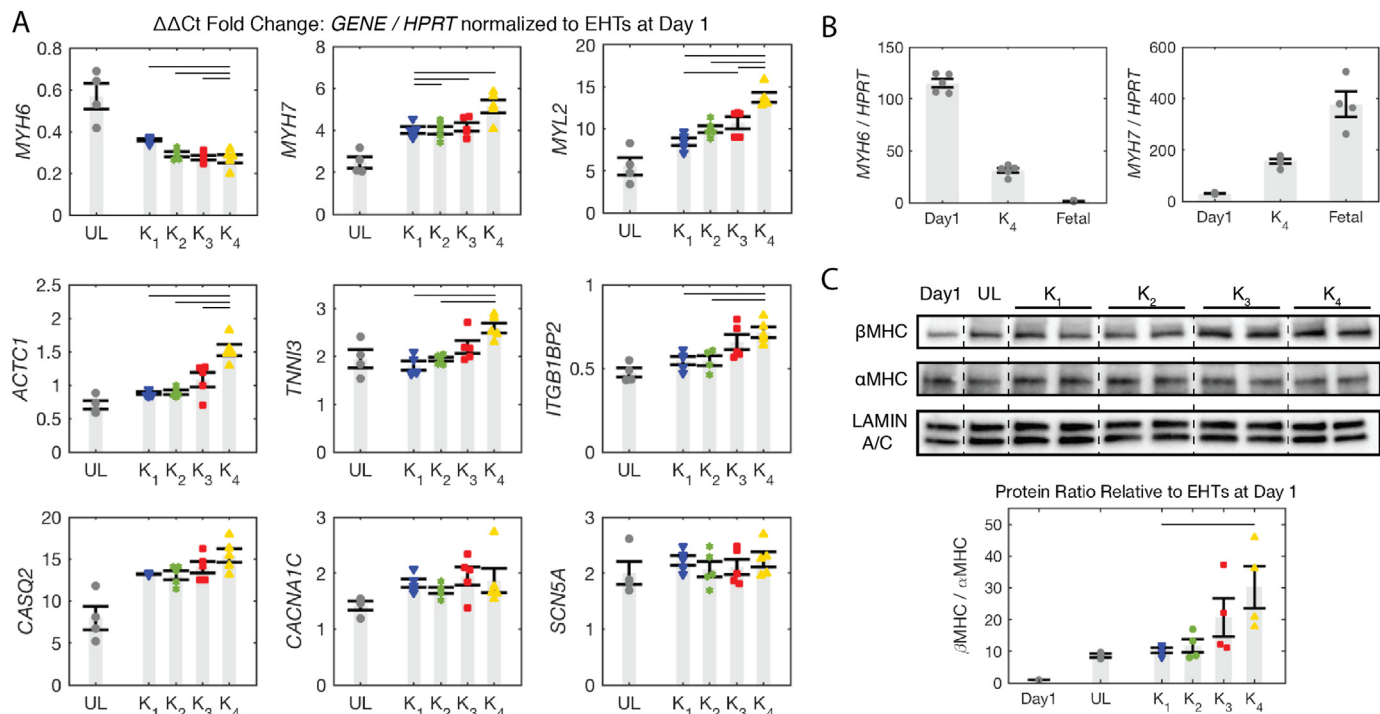 A
ΔΔCt Fold Change: GENE / HPRT normalized to EHTs at Day 1
MYH6
0.8
0.6
0.4
0.2
0
UL K1 K2 K3 K4
MYH7
8
6
4
2
0
UL K1 K2 K3 K4
MYL2
20
15
10
5
0
UL K1 K2 K3 K4
ACTC1
2.5
2
1.5
1
0.5
0
UL K1 K2 K3 K4
TNNI3
3
2
1
0
UL K1 K2 K3 K4
ITGB1BP2
1
0.5
0
UL K1 K2 K3 K4
CASQ2
20
15
10
5
0
UL K1 K2 K3 K4
CACNA1C
3
2
1
0
UL K1 K2 K3 K4
SCN5A
3
2
1
0
UL K1 K2 K3 K4
B
MYH6 / HPRT
150
100
50
0
Day1 K4 Fetal
MYH7 / HPRT
600
400
200
0
Day1 K4 Fetal
C
Day1 UL K1 K2 K3 K4
βMHC
αMHC
LAMIN
A/C
Protein Ratio Relative to EHTs at Day 1
βMHC / αMHC
50
40
30
20
10
0
Day1 UL K1 K2 K3 K4